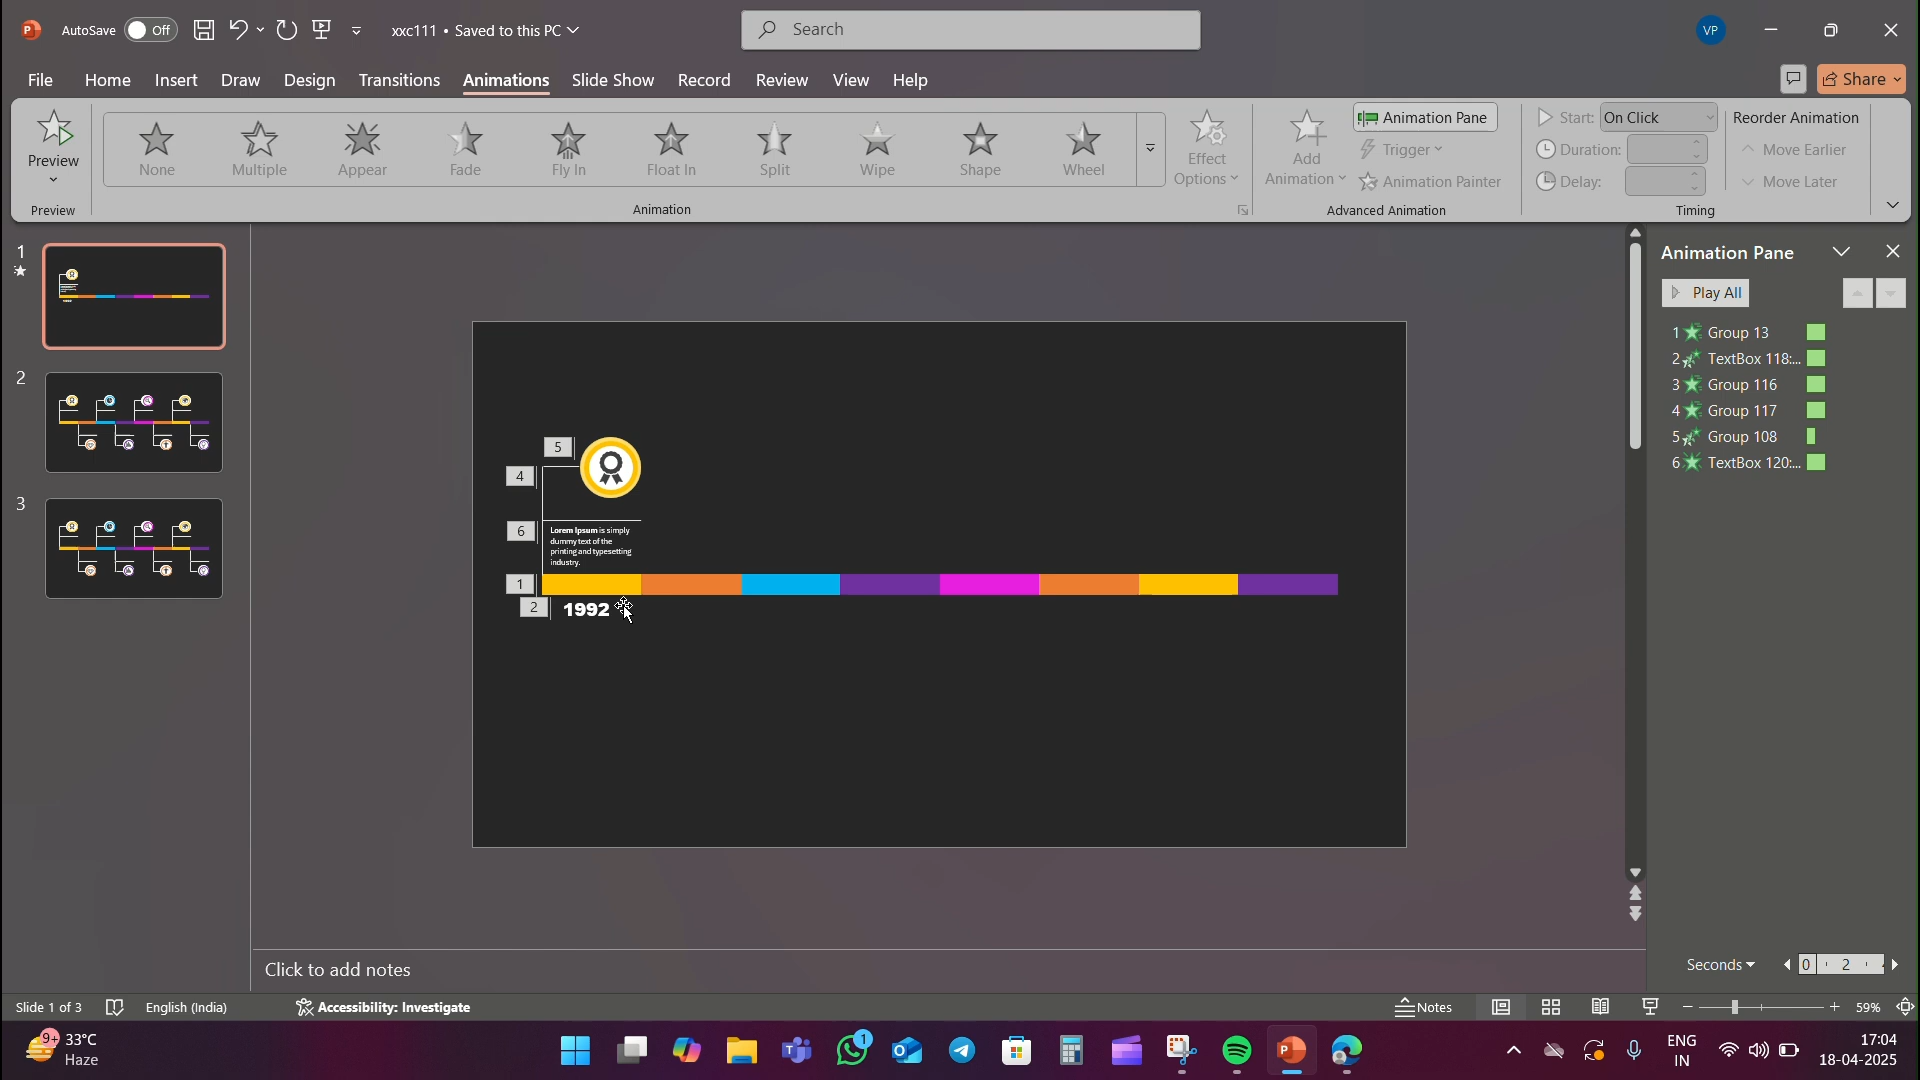 AutoSave Off xxc111 • Saved to this PC Search VP
File Home Insert Draw Design Transitions Animations Slide Show Record Review View Help Share
Preview
Preview
None Multiple Appear Fade Fly In Float In Split Wipe Shape Wheel
Animation
Effect
Options
Add
Animation
Animation Pane
Trigger
Animation Painter
Advanced Animation
Start: On Click
Duration:
Delay:
Timing
Reorder Animation
Move Earlier
Move Later
1
2
3
5
4
6
Lorem Ipsum is simply
dummy text of the
printing and typesetting
industry.
1
2 1992
Animation Pane
Play All
1 Group 13
2 TextBox 118:...
3 Group 116
4 Group 117
5 Group 108
6 TextBox 120:...
Seconds 0 2
Click to add notes
Slide 1 of 3 English (India) Accessibility: Investigate Notes 59%
9+ 33°C
Haze
1
ENG
IN
17:04
18-04-2025